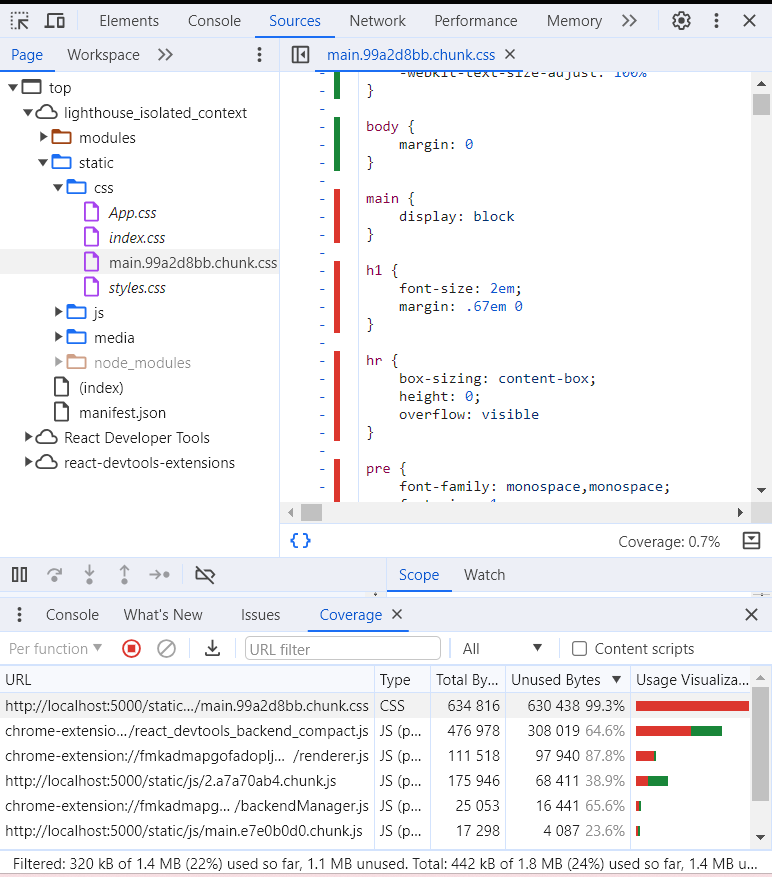 Elements Console Sources Network Performance Memory
Page Workspace main.99a2d8bb.chunk.css
top
lighthouse_isolated_context
modules
static
css
App.css
index.css
main.99a2d8bb.chunk.css
styles.css
js
media
node_modules
(index)
manifest.json
React Developer Tools
react-devtools-extensions
-webkit-text-size-adjust: 100%
}
body {
margin: 0
}
main {
display: block
}
h1 {
font-size: 2em;
margin: .67em 0
}
hr {
box-sizing: content-box;
height: 0;
overflow: visible
}
pre {
font-family: monospace,monospace;
{} Coverage: 0.7%
Scope Watch
Console What's New Issues Coverage
Per function URL filter All Content scripts
URL Type Total By... Unused Bytes Usage Visualiza...
http://localhost:5000/static.../main.99a2d8bb.chunk.css CSS 634 816 630 438 99.3%
chrome-extensio.../react_devtools_backend_compact.js JS (p... 476 978 308 019 64.6%
chrome-extension://fmkadmapgofadoplj... /renderer.js JS (p... 111 518 97 940 87.8%
http://localhost:5000/static/js/2.a7a70ab4.chunk.js JS (p... 175 946 68 411 38.9%
chrome-extension://fmkadmapg... /backendManager.js JS (p... 25 053 16 441 65.6%
http://localhost:5000/static/js/main.e7e0b0d0.chunk.js JS (p... 17 298 4 087 23.6%
Filtered: 320 kB of 1.4 MB (22%) used so far, 1.1 MB unused. Total: 442 kB of 1.8 MB (24%) used so far, 1.4 MB u...